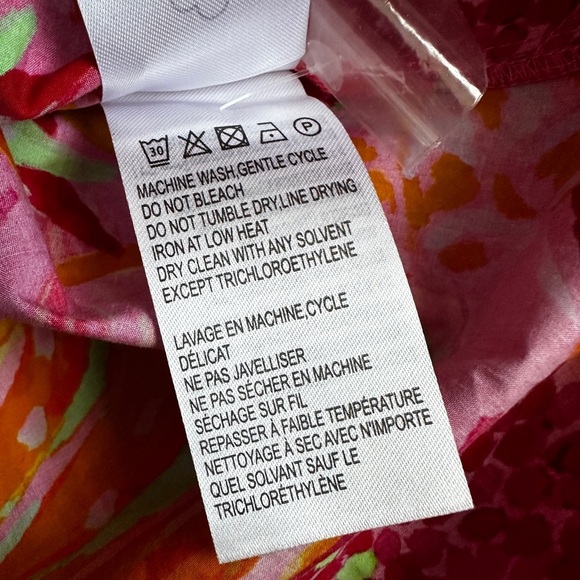 30 P
MACHINE WASH,GENTLE CYCLE
DO NOT BLEACH
DO NOT TUMBLE DRY,LINE DRYING
IRON AT LOW HEAT
DRY CLEAN WITH ANY SOLVENT
EXCEPT TRICHLOROETHYLENE
LAVAGE EN MACHINE,CYCLE
DÉLICAT
NE PAS JAVELLISER
NE PAS SÉCHER EN MACHINE
SÉCHAGE SUR FIL
REPASSER À FAIBLE TEMPÉRATURE
NETTOYAGE À SEC AVEC N'IMPORTE
QUEL SOLVANT SAUF LE
TRICHLORÉTHYLÈNE